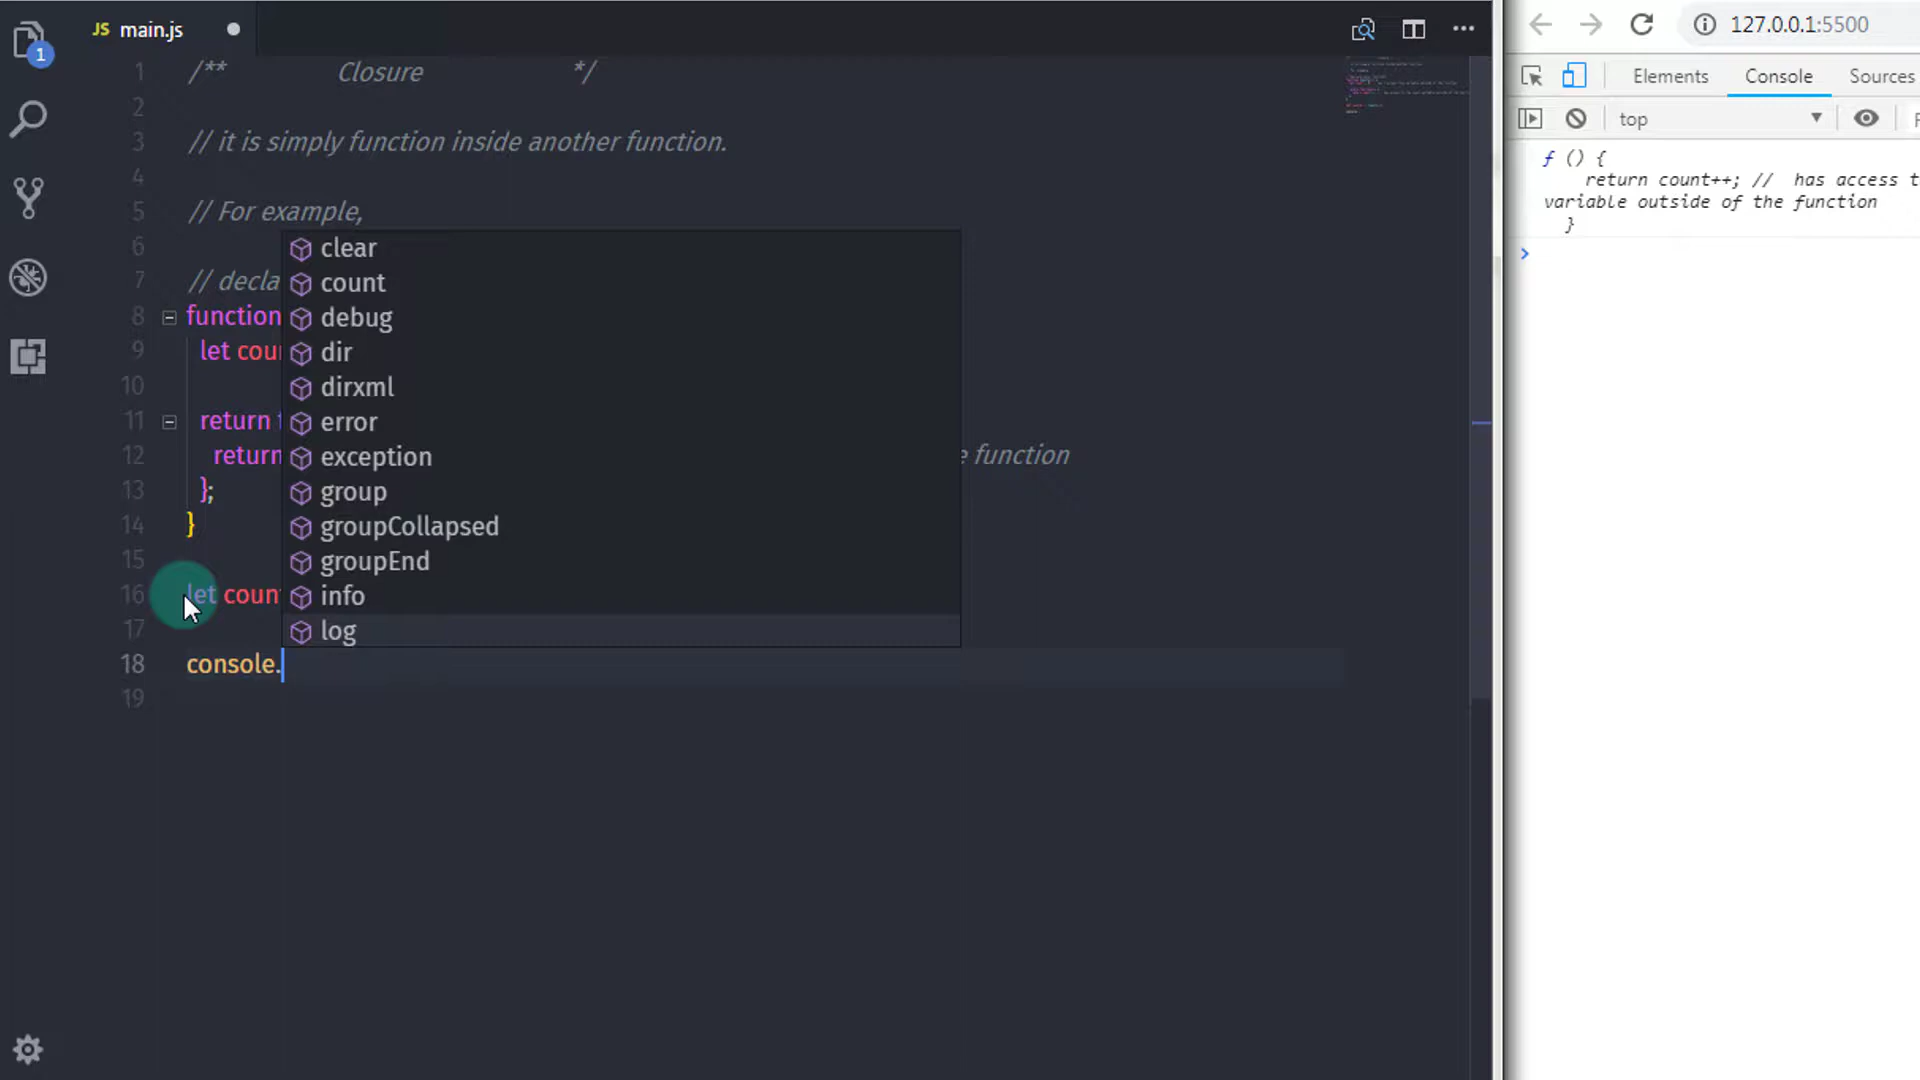 JS main.js
1
1 /** Closure */
2
3 // it is simply function inside another function.
4
5 // For example,
6
7 // decla
8 function
9 let coun
10
11 return f
12 return e function
13 };
14 }
15
16 let count
17
18 console.
19
clear
count
debug
dir
dirxml
error
exception
group
groupCollapsed
groupEnd
info
log
127.0.0.1:5500
Elements Console Sources
top
ƒ () {
return count++; // has access t
variable outside of the function
}